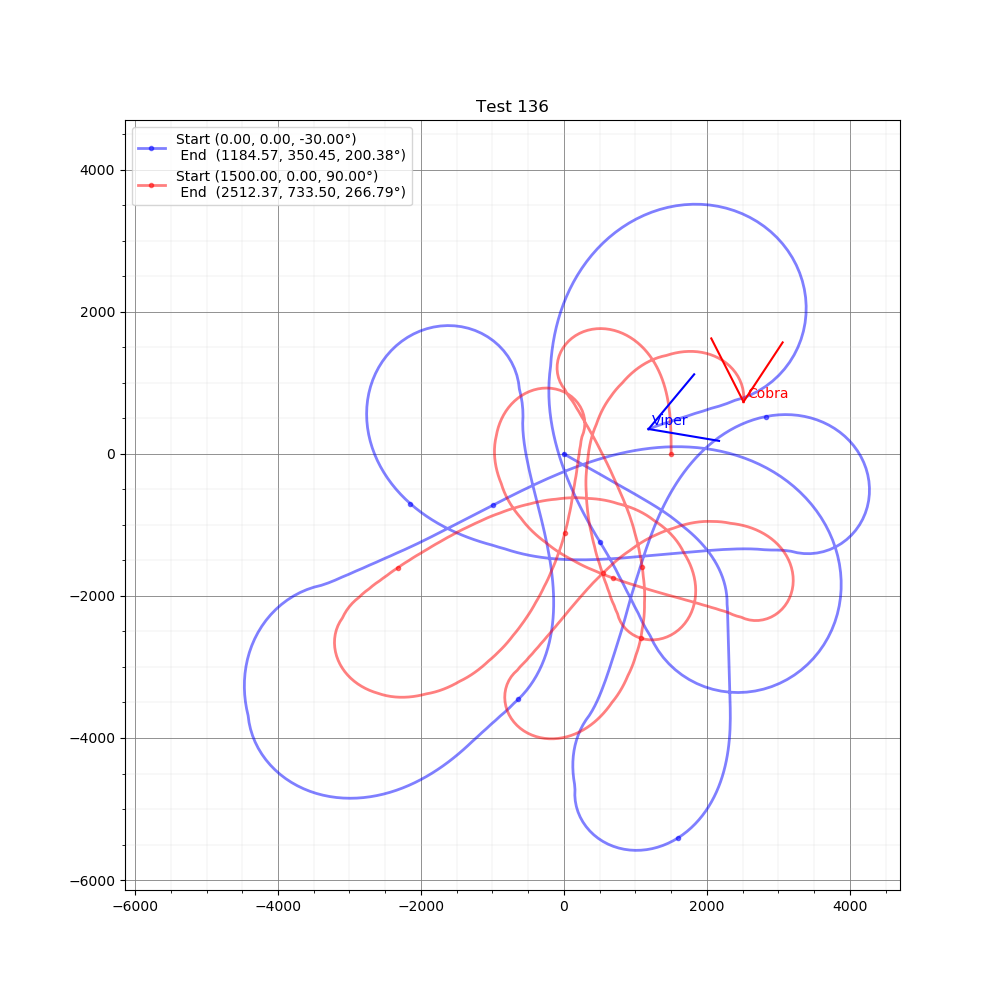 Test 136
Start (0.00, 0.00, -30.00°)
End  (1184.57, 350.45, 200.38°)
Start (1500.00, 0.00, 90.00°)
End  (2512.37, 733.50, 266.79°)
4000
2000
0
−2000
−4000
−6000
Cobra
Viper
−6000
−4000
−2000
0
2000
4000